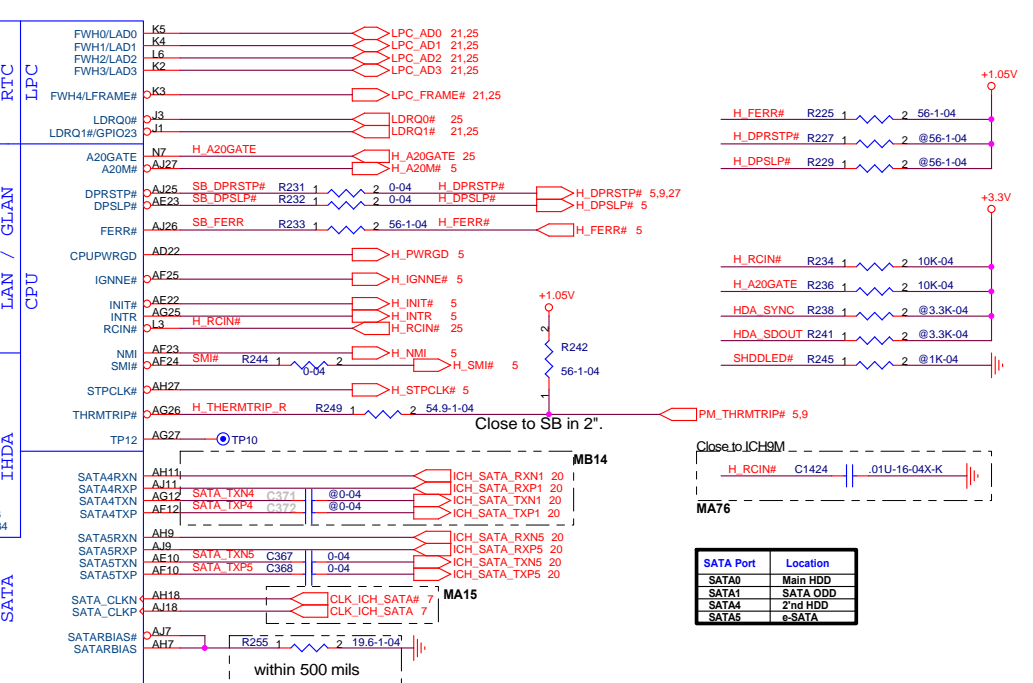 RTC
LPC
LAN / GLAN
CPU
IHDA
SATA
FWH0/LAD0 K5 LPC_AD0 21,25
FWH1/LAD1 K4 LPC_AD1 21,25
FWH2/LAD2 L6 LPC_AD2 21,25
FWH3/LAD3 K2 LPC_AD3 21,25
FWH4/LFRAME# K3 LPC_FRAME# 21,25
LDRQ0# J3 LDRQ0# 25
LDRQ1#/GPIO23 J1 LDRQ1# 21,25
A20GATE N7 H_A20GATE H_A20GATE 25
A20M# AJ27 H_A20M# 5
DPRSTP# AJ25 SB_DPRSTP# R231 1 2 0-04 H_DPRSTP# H_DPRSTP# 5,9,27
DPSLP# AE23 SB_DPSLP# R232 1 2 0-04 H_DPSLP# H_DPSLP# 5
FERR# AJ26 SB_FERR R233 1 2 56-1-04 H_FERR# H_FERR# 5
CPUPWRGD AD22 H_PWRGD 5
IGNNE# AF25 H_IGNNE# 5
INIT# AE22 H_INIT# 5
INTR AG25 H_INTR 5
RCIN# L3 H_RCIN# H_RCIN# 25
NMI AF23 H_NMI 5
SMI# AF24 SMI# R244 1 2 0-04 H_SMI# 5
STPCLK# AH27 H_STPCLK# 5
THRMTRIP# AG26 H_THERMTRIP_R R249 1 2 54.9-1-04 PM_THRMTRIP# 5,9
+1.05V
2
R242
56-1-04
1
Close to SB in 2".
TP12 AG27 TP10
MB14
SATA4RXN AH11 ICH_SATA_RXN1 20
SATA4RXP AJ11 ICH_SATA_RXP1 20
SATA4TXN AG12 SATA_TXN4 C371 @0-04 ICH_SATA_TXN1 20
SATA4TXP AF12 SATA_TXP4 C372 @0-04 ICH_SATA_TXP1 20
SATA5RXN AH9 ICH_SATA_RXN5 20
SATA5RXP AJ9 ICH_SATA_RXP5 20
SATA5TXN AE10 SATA_TXN5 C367 0-04 ICH_SATA_TXN5 20
SATA5TXP AF10 SATA_TXP5 C368 0-04 ICH_SATA_TXP5 20
SATA_CLKN AH18 CLK_ICH_SATA# 7
SATA_CLKP AJ18 CLK_ICH_SATA 7
MA15
SATARBIAS# AJ7
SATARBIAS AH7 R255 1 2 19.6-1-04
within 500 mils
+1.05V
H_FERR# R225 1 2 56-1-04
H_DPRSTP# R227 1 2 @56-1-04
H_DPSLP# R229 1 2 @56-1-04
+3.3V
H_RCIN# R234 1 2 10K-04
H_A20GATE R236 1 2 10K-04
HDA_SYNC R238 1 2 @3.3K-04
HDA_SDOUT R241 1 2 @3.3K-04
SHDDLED# R245 1 2 @1K-04
Close to ICH9M
H_RCIN# C1424 .01U-16-04X-K
MA76
SATA Port Location
SATA0 Main HDD
SATA1 SATA ODD
SATA4 2'nd HDD
SATA5 e-SATA